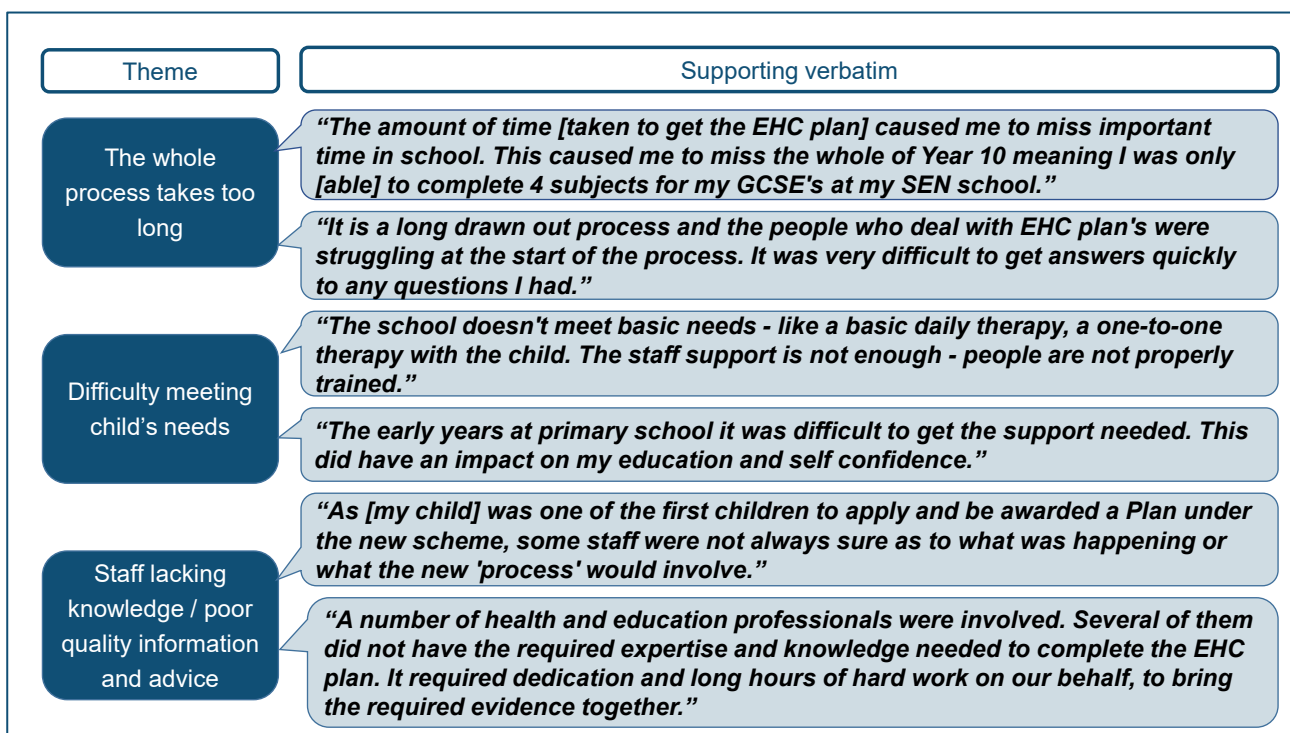 Theme
Supporting verbatim
The whole
process takes too
long
“The amount of time [taken to get the EHC plan] caused me to miss important
time in school. This caused me to miss the whole of Year 10 meaning I was only
[able] to complete 4 subjects for my GCSE's at my SEN school.”
“It is a long drawn out process and the people who deal with EHC plan's were
struggling at the start of the process. It was very difficult to get answers quickly
to any questions I had.”
Difficulty meeting
child’s needs
“The school doesn't meet basic needs - like a basic daily therapy, a one-to-one
therapy with the child. The staff support is not enough - people are not properly
trained.”
“The early years at primary school it was difficult to get the support needed. This
did have an impact on my education and self confidence.”
Staff lacking
knowledge / poor
quality information
and advice
“As [my child] was one of the first children to apply and be awarded a Plan under
the new scheme, some staff were not always sure as to what was happening or
what the new 'process' would involve.”
“A number of health and education professionals were involved. Several of them
did not have the required expertise and knowledge needed to complete the EHC
plan. It required dedication and long hours of hard work on our behalf, to bring
the required evidence together.”